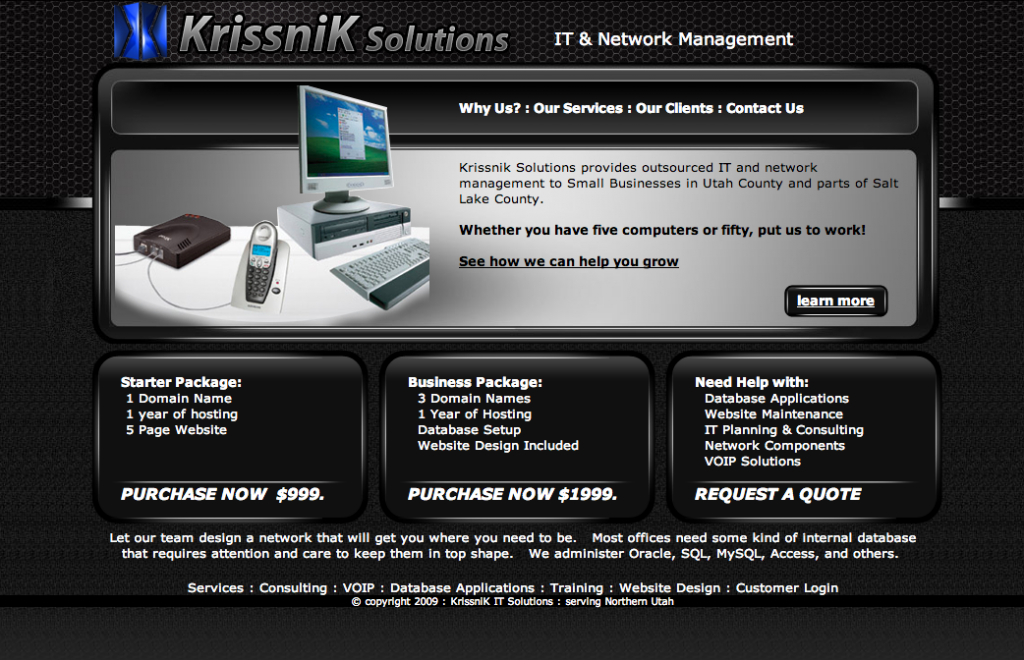 KrissniK Solutions
IT & Network Management
Why Us? : Our Services : Our Clients : Contact Us
Krissnik Solutions provides outsourced IT and network
management to Small Businesses in Utah County and parts of Salt
Lake County.
Whether you have five computers or fifty, put us to work!
See how we can help you grow
learn more
Starter Package:
1 Domain Name
1 year of hosting
5 Page Website
PURCHASE NOW $999.
Business Package:
3 Domain Names
1 Year of Hosting
Database Setup
Website Design Included
PURCHASE NOW $1999.
Need Help with:
Database Applications
Website Maintenance
IT Planning & Consulting
Network Components
VOIP Solutions
REQUEST A QUOTE
Let our team design a network that will get you where you need to be. Most offices need some kind of internal database
that requires attention and care to keep them in top shape. We administer Oracle, SQL, MySQL, Access, and others.
Services : Consulting : VOIP : Database Applications : Training : Website Design : Customer Login
© copyright 2009 : KrissniK IT Solutions : serving Northern Utah